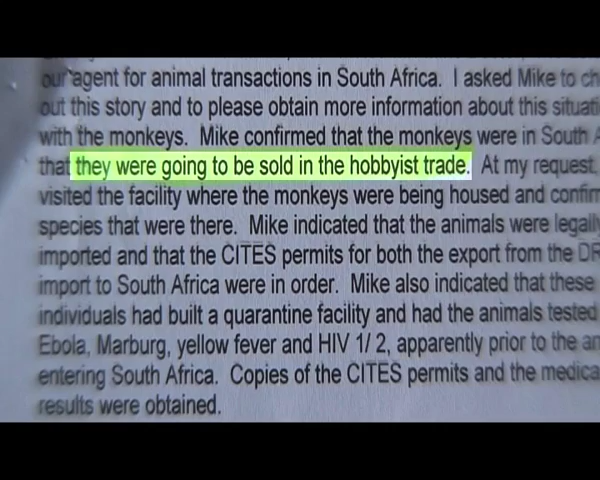 our agent for animal transactions in South Africa. I asked Mike to
out this story and to please obtain more information about this
with the monkeys. Mike confirmed that the monkeys were in South
that they were going to be sold in the hobbyist trade. At my request,
visited the facility where the monkeys were being housed and
species that were there. Mike indicated that the animals were legally
imported and that the CITES permits for both the export from the
import to South Africa were in order. Mike also indicated that these
individuals had built a quarantine facility and had the animals tested
Ebola, Marburg, yellow fever and HIV 1/ 2, apparently prior to the
entering South Africa. Copies of the CITES permits and the
results were obtained.